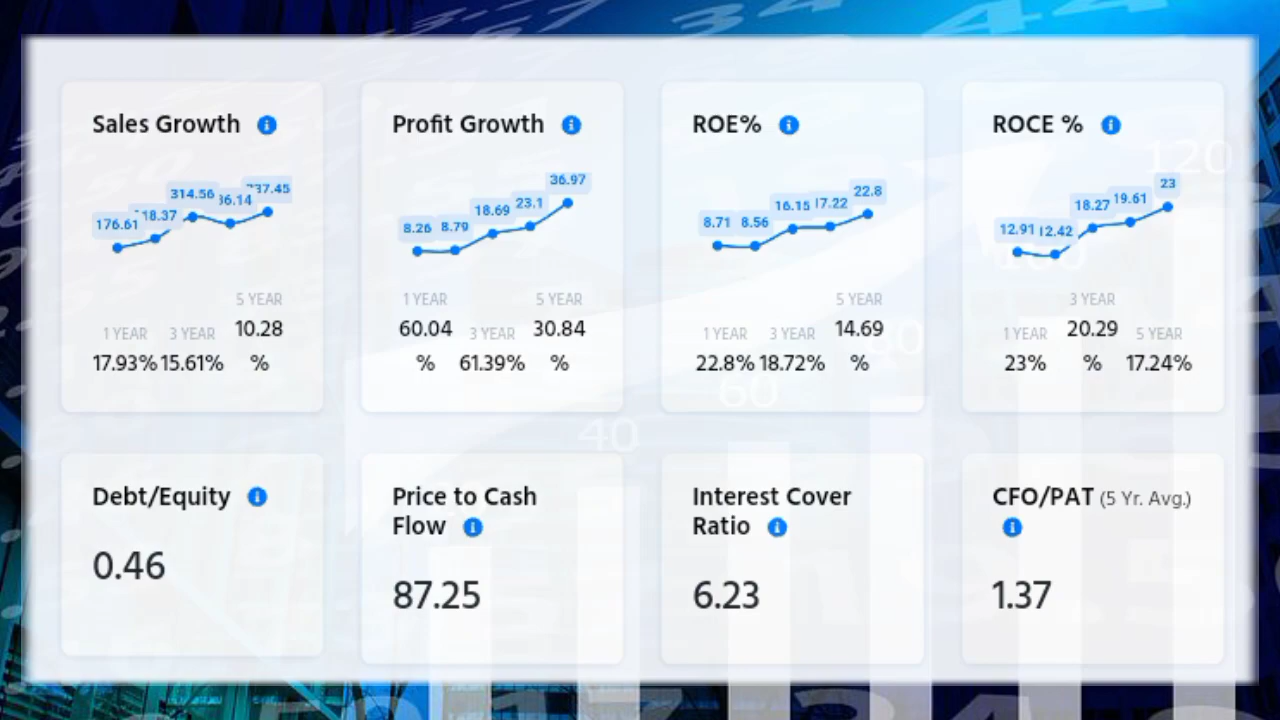 Sales Growth
176.61
18.37
314.56
36.14
337.45
1 YEAR 3 YEAR 5 YEAR
17.93% 15.61% 10.28 %
Profit Growth
8.26 8.79 18.69 23.1 36.97
1 YEAR 3 YEAR 5 YEAR
60.04 % 61.39% 30.84 %
ROE%
8.71 8.56 16.15 17.22 22.8
1 YEAR 3 YEAR 5 YEAR
22.8% 18.72% 14.69 %
ROCE %
12.91 12.42 18.27 19.61 23
1 YEAR 3 YEAR 5 YEAR
23% 20.29 % 17.24%
Debt/Equity
0.46
Price to Cash
Flow
87.25
Interest Cover
Ratio
6.23
CFO/PAT (5 Yr. Avg.)
1.37
120
60
40